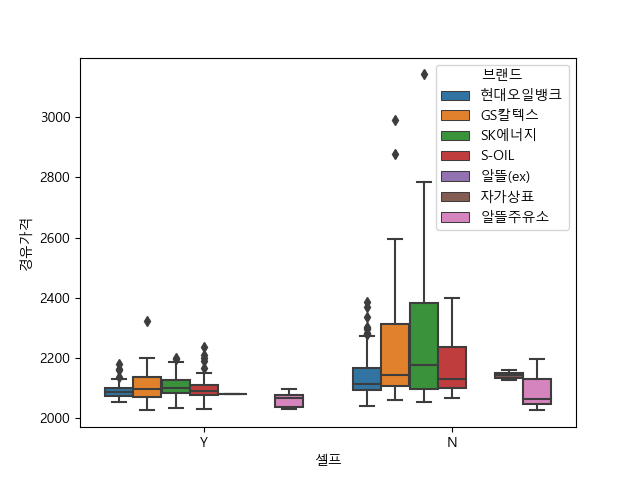 브랜드
현대오일뱅크
GS칼텍스
SK에너지
S-OIL
알뜰(ex)
자가상표
알뜰주유소
경유가격
3000
2800
2600
2400
2200
2000
Y
N
셀프